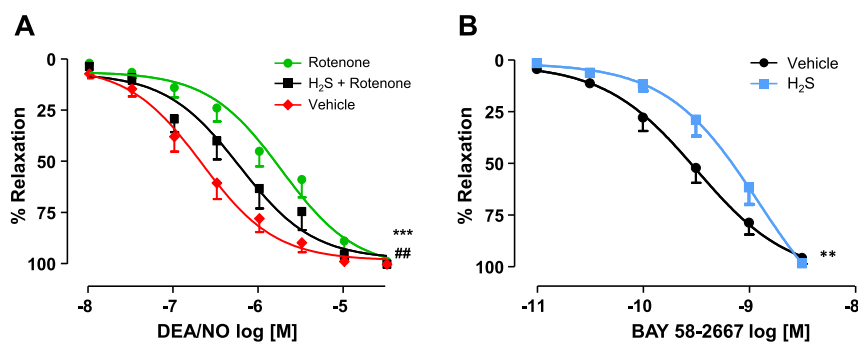 A
Rotenone
H₂S + Rotenone
Vehicle
0
25
50
75
100
% Relaxation
***
##
-8
-7
-6
-5
DEA/NO log [M]
B
Vehicle
H₂S
0
25
50
75
100
% Relaxation
**
-11
-10
-9
-8
BAY 58-2667 log [M]